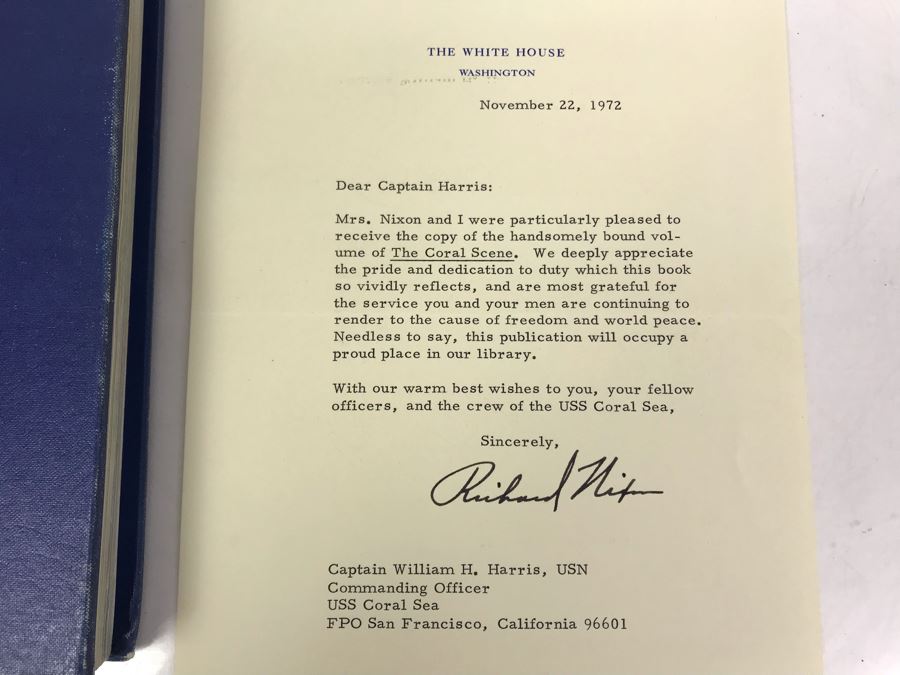 THE WHITE HOUSE
WASHINGTON
November 22, 1972
Dear Captain Harris:
Mrs. Nixon and I were particularly pleased to
receive the copy of the handsomely bound vol-
ume of The Coral Scene. We deeply appreciate
the pride and dedication to duty which this book
so vividly reflects, and are most grateful for
the service you and your men are continuing to
render to the cause of freedom and world peace.
Needless to say, this publication will occupy a
proud place in our library.
With our warm best wishes to you, your fellow
officers, and the crew of the USS Coral Sea,
Sincerely,
Richard Nixon
Captain William H. Harris, USN
Commanding Officer
USS Coral Sea
FPO San Francisco, California 96601